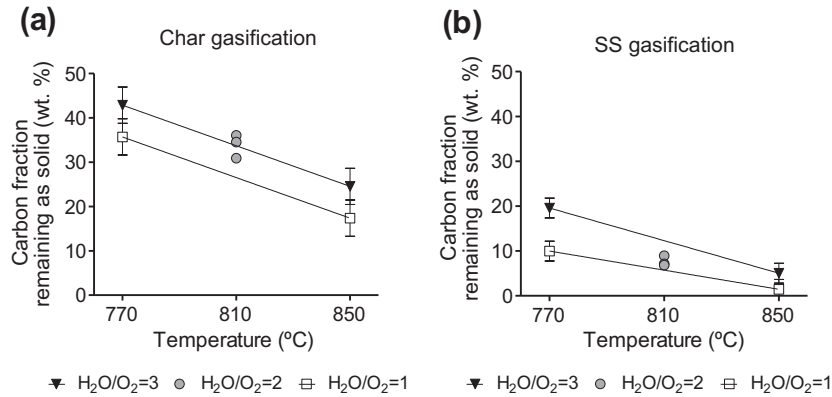 (a)
Char gasification
Carbon fraction
remaining as solid (wt. %)
50
40
30
20
10
0
770
810
850
Temperature (ºC)
H₂O/O₂=3
H₂O/O₂=2
H₂O/O₂=1
(b)
SS gasification
Carbon fraction
remaining as solid (wt. %)
50
40
30
20
10
0
770
810
850
Temperature (ºC)
H₂O/O₂=3
H₂O/O₂=2
H₂O/O₂=1